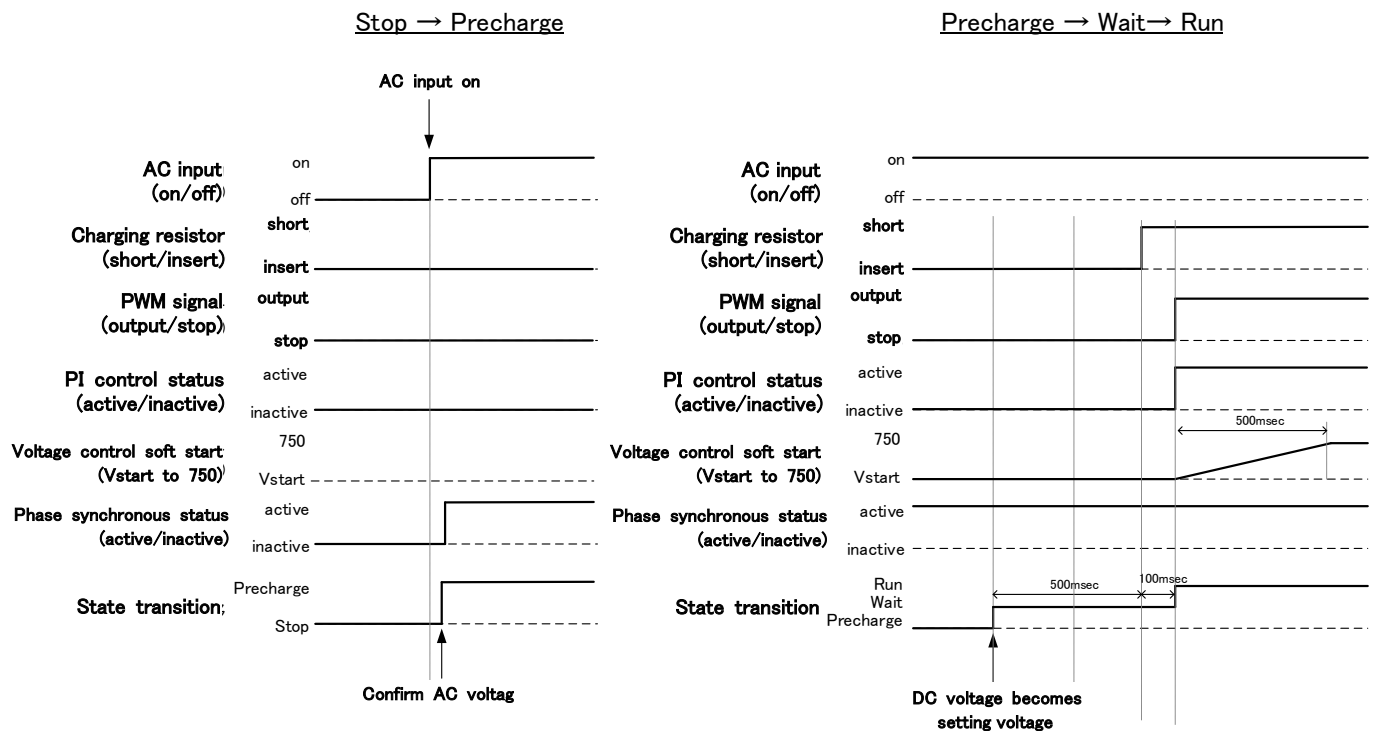 Stop → Precharge
AC input on
AC input
(on/off)
on
off
Charging resistor
(short/insert)
short
insert
PWM signal
(output/stop)
output
stop
PI control status
(active/inactive)
active
inactive
Voltage control soft start
(Vstart to 750)
750
Vstart
Phase synchronous status
(active/inactive)
active
inactive
State transition;
Precharge
Stop
Confirm AC voltag
Precharge → Wait→ Run
AC input
(on/off)
on
off
Charging resistor
(short/insert)
short
insert
PWM signal
(output/stop)
output
stop
PI control status
(active/inactive)
active
inactive
500msec
Voltage control soft start
(Vstart to 750)
750
Vstart
Phase synchronous status
(active/inactive)
active
inactive
State transition
Run
Wait
Precharge
500msec
100msec
DC voltage becomes
setting voltage